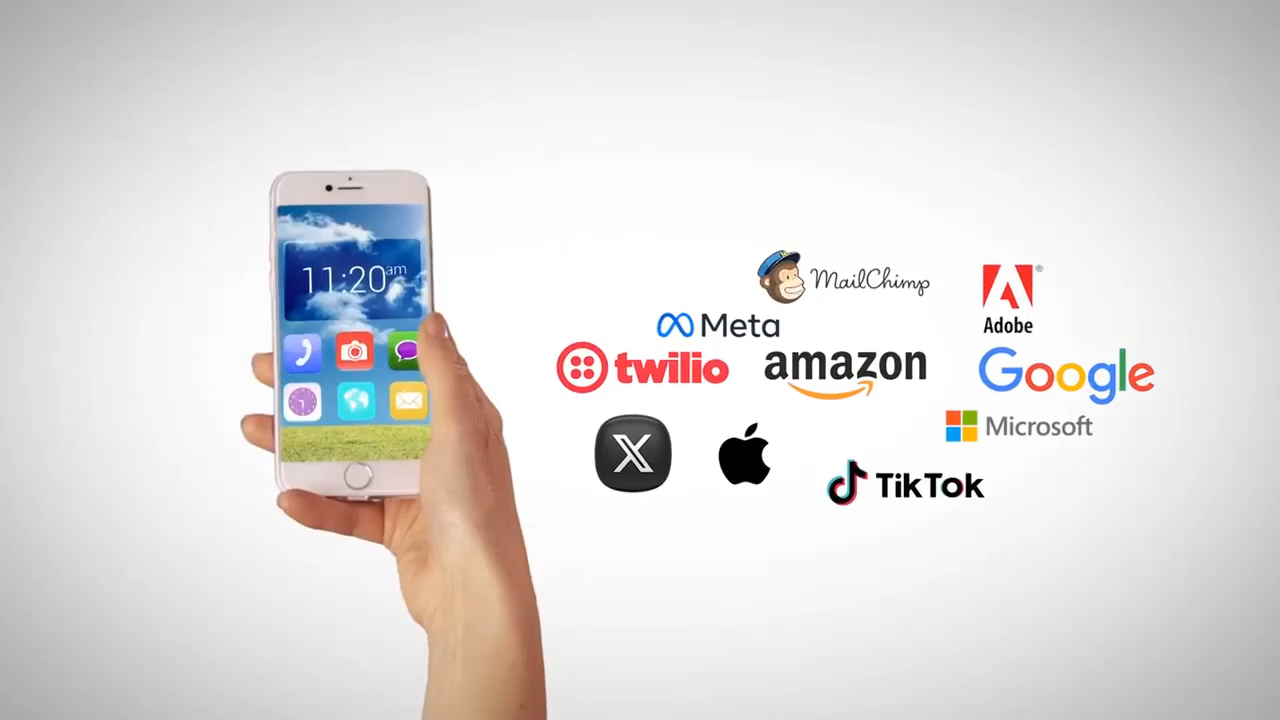 11:20am
MailChimp
Adobe
Meta
twilio
amazon
Google
Microsoft
X
TikTok